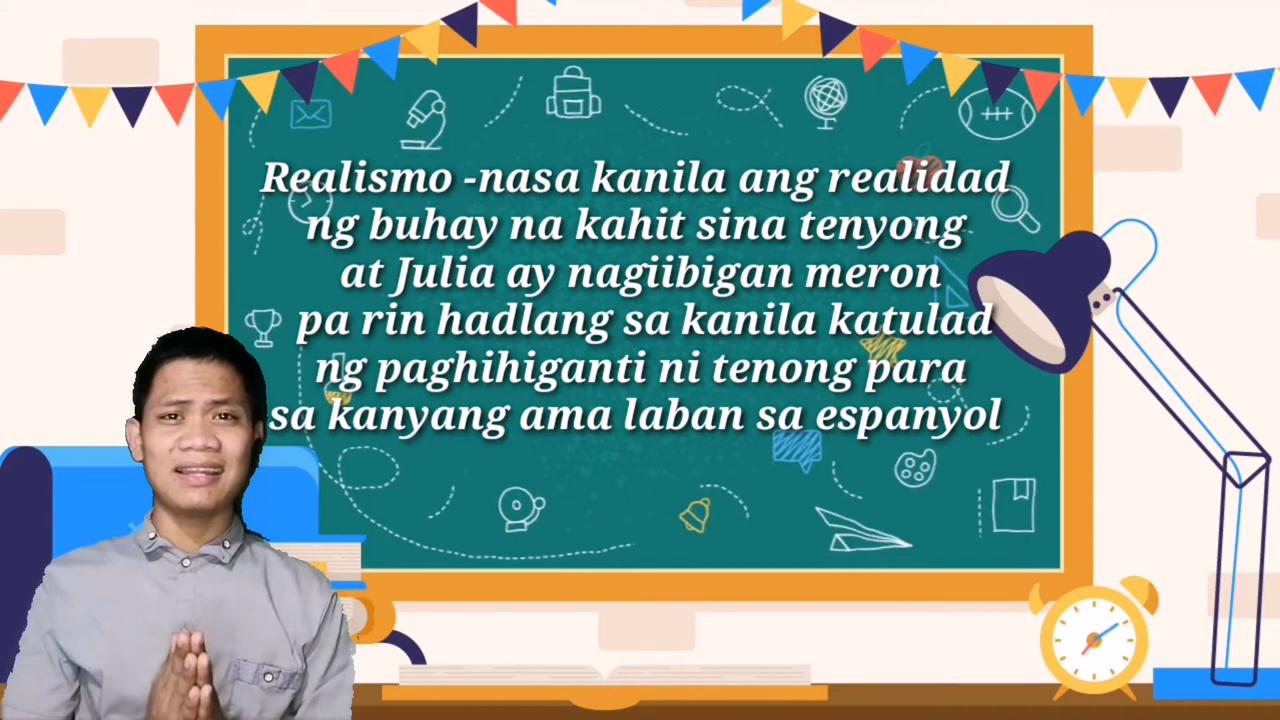 Realismo -nasa kanila ang realidad
ng buhay na kahit sina tenyong
at Julia ay nagiibigan meron
pa rin hadlang sa kanila katulad
ng paghihiganti ni tenong para
sa kanyang ama laban sa espanyol